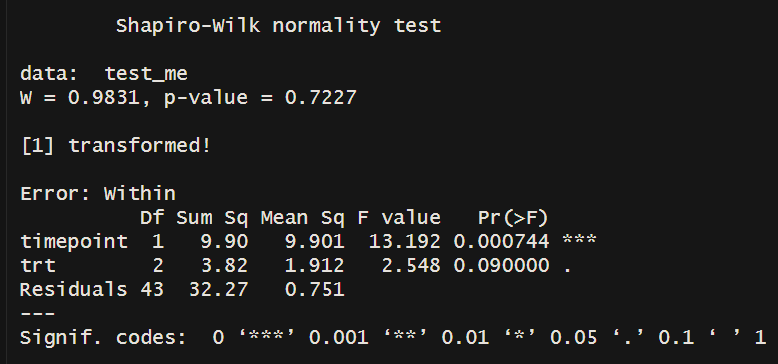 Shapiro-Wilk normality test
data:  test_me
W = 0.9831, p-value = 0.7227
[1] transformed!
Error: Within
Df Sum Sq Mean Sq F value   Pr(>F)
timepoint  1   9.90   9.901  13.192 0.000744 ***
trt        2   3.82   1.912   2.548 0.090000 .
Residuals 43  32.27   0.751
---
Signif. codes:  0 ‘***’ 0.001 ‘**’ 0.01 ‘*’ 0.05 ‘.’ 0.1 ‘ ’ 1